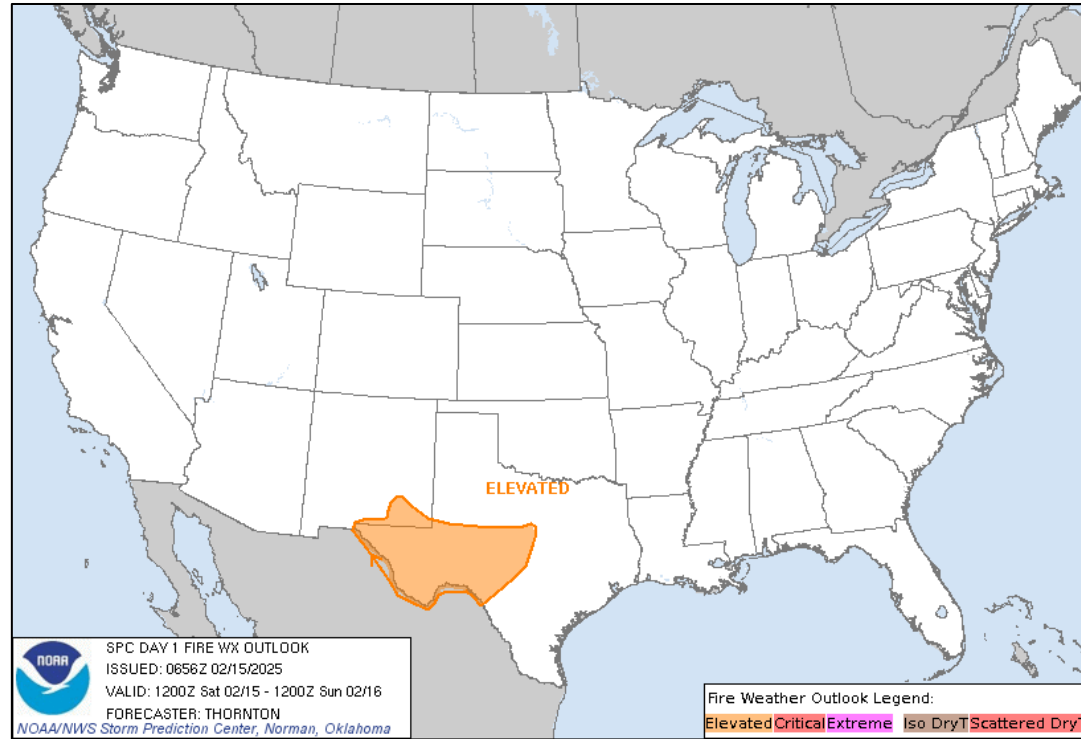 ELEVATED
NOAA
SPC DAY 1 FIRE WX OUTLOOK
ISSUED: 0656Z 02/15/2025
VALID: 1200Z Sat 02/15 - 1200Z Sun 02/16
FORECASTER: THORNTON
NOAA/NWS Storm Prediction Center, Norman, Oklahoma
Fire Weather Outlook Legend:
Elevated Critical Extreme Iso DryT Scattered DryT